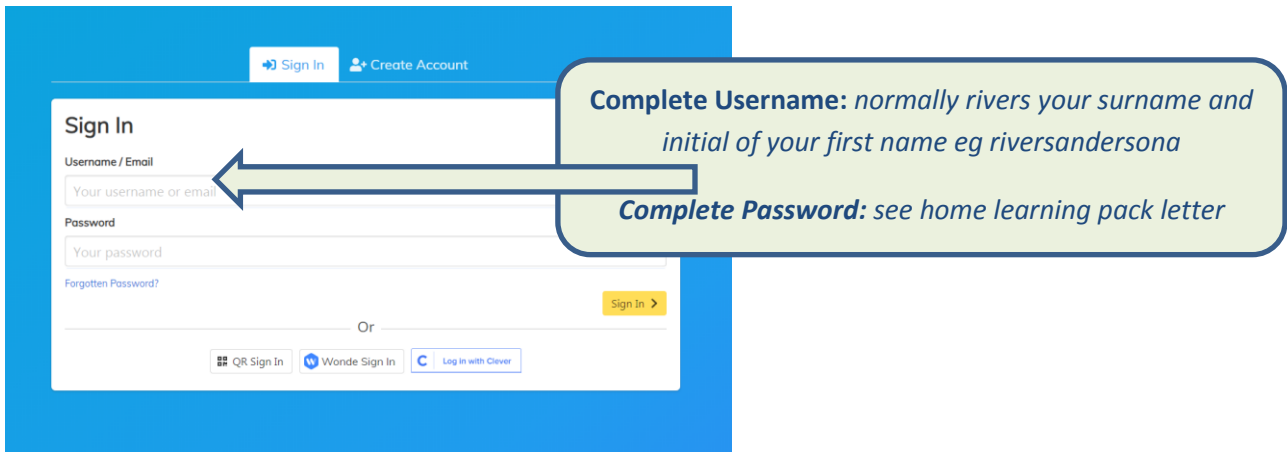 Sign In
Create Account
Sign In
Username / Email
Your username or email
Password
Your password
Forgotten Password?
Sign In
Or
QR Sign In
W Wonde Sign In
C Log in with Clever
Complete Username: normally rivers your surname and
initial of your first name eg riversandersona
Complete Password: see home learning pack letter